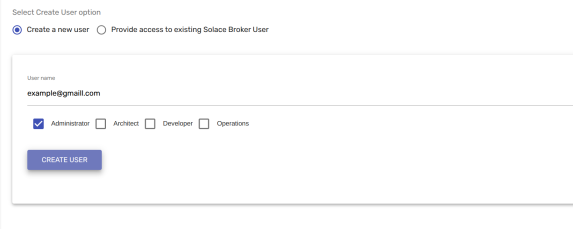 Select Create User option
Create a new user Provide access to existing Solace Broker User
User name
example@gmaill.com
Administrator Architect Developer Operations
CREATE USER